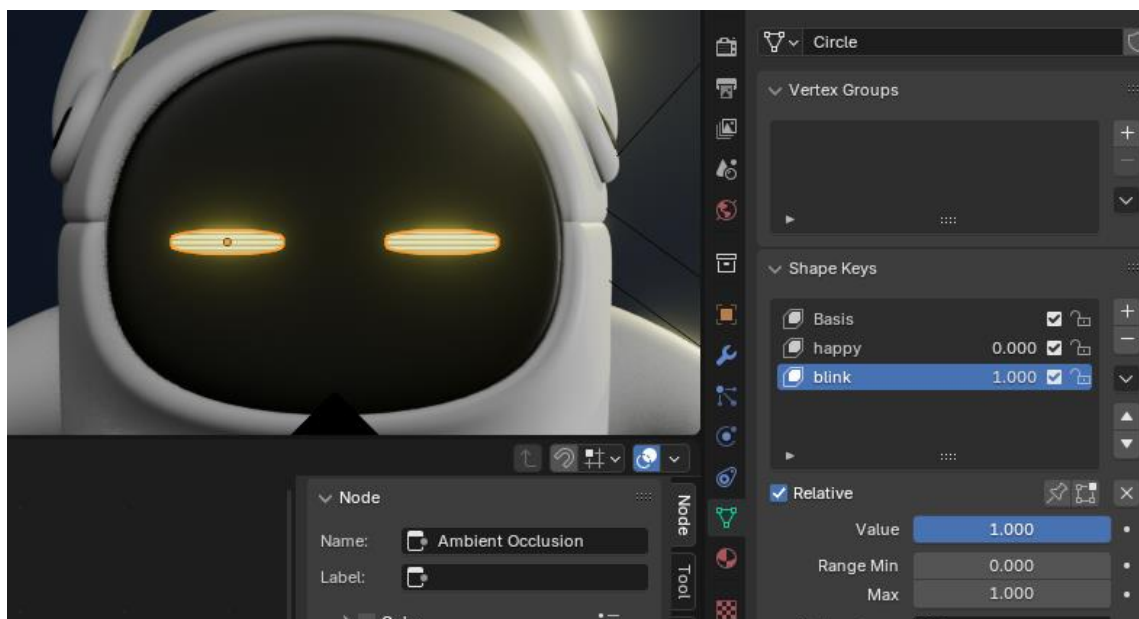 Circle
Vertex Groups
Shape Keys
Basis
happy 0.000
blink 1.000
Relative
Value 1.000
Range Min 0.000
Max 1.000
Node
Name: Ambient Occlusion
Label:
Node
Tool